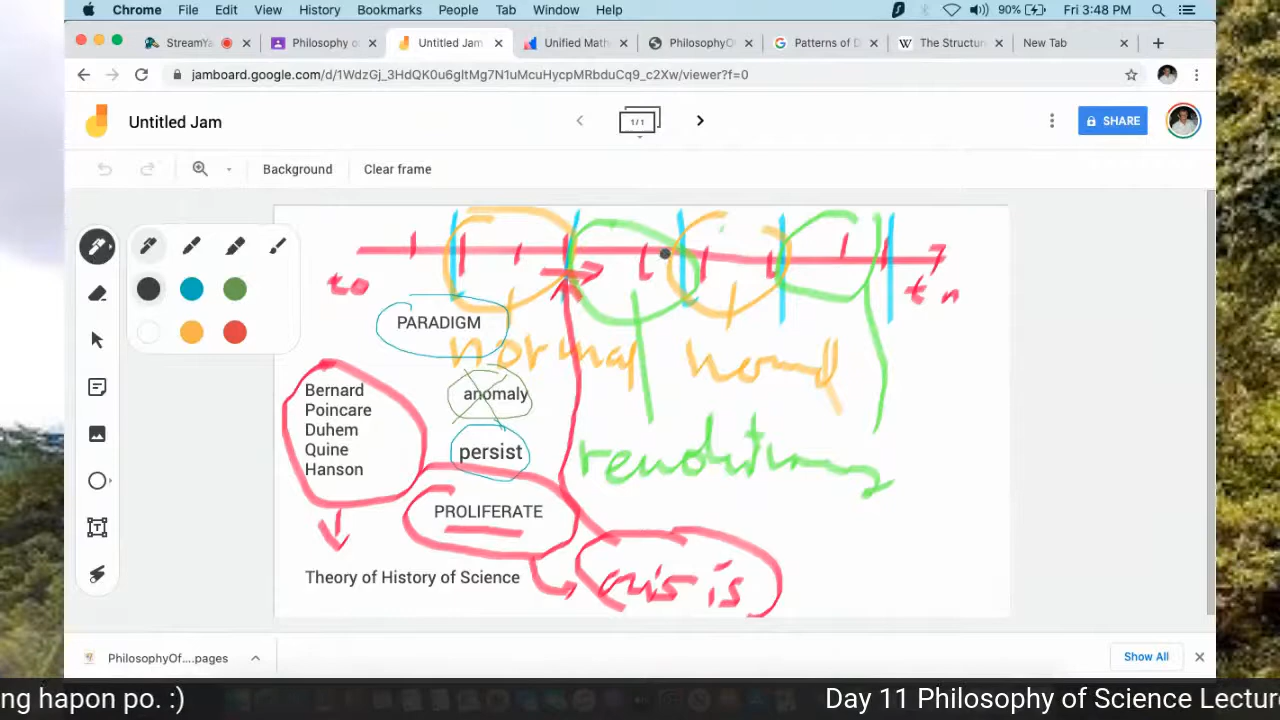 Chrome File Edit View History Bookmarks People Tab Window Help 90% Fri 3:48 PM
StreamYa Philosophy o Untitled Jam Unified Math PhilosophyO Patterns of D The Structur New Tab
jamboard.google.com/d/1WdzGj_3HdQK0u6gltMg7N1uMcuHycpMRbduCq9_c2Xw/viewer?f=0
Untitled Jam 1/1 SHARE
Background Clear frame
to tn
PARADIGM
normal normal
anomaly
Bernard
Poincare
Duhem
Quine
Hanson
persist
revolutionary
PROLIFERATE
Theory of History of Science
crisis
PhilosophyOf....pages Show All
ng hapon po. :) Day 11 Philosophy of Science Lectur